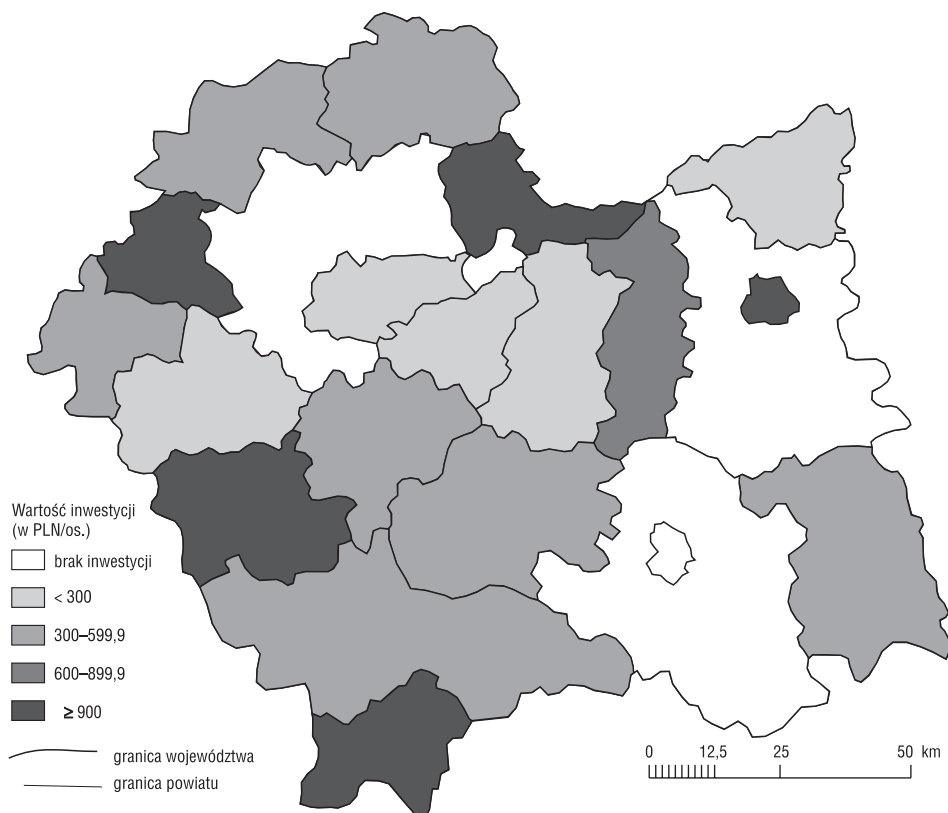 Wartość inwestycji
(w PLN/os.)
brak inwestycji
< 300
300–599,9
600–899,9
≥ 900
granica województwa
granica powiatu
0 12,5 25 50 km